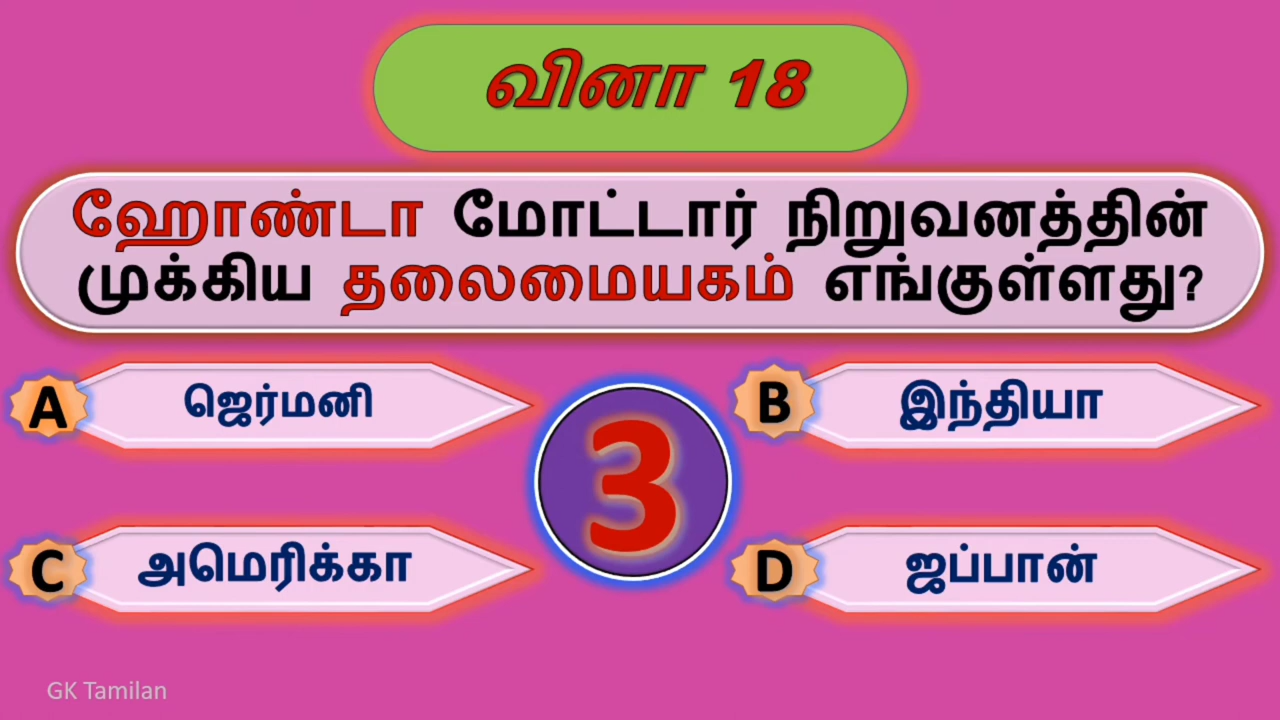 வினா 18
ஹோண்டா மோட்டார் நிறுவனத்தின்
முக்கிய தலைமையகம் எங்குள்ளது?
A ஜெர்மனி
B இந்தியா
3
C அமெரிக்கா
D ஜப்பான்
GK Tamilan